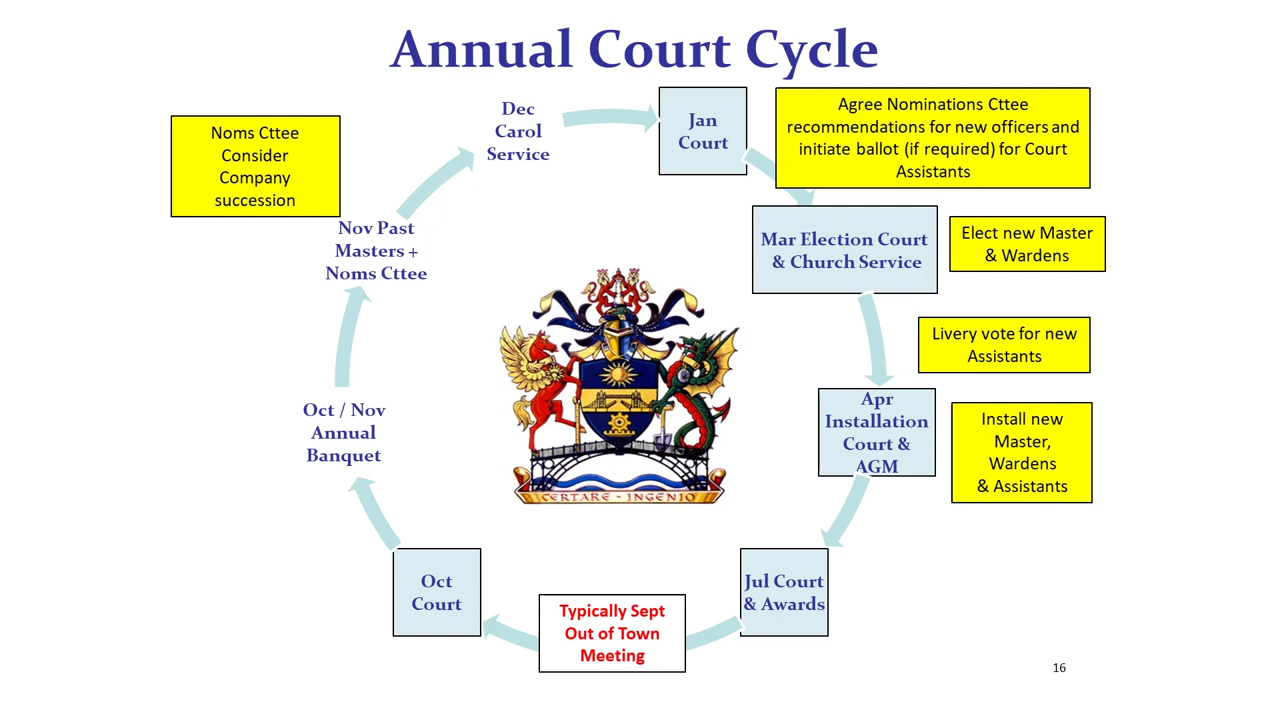 Annual Court Cycle
Dec
Carol
Service
Jan
Court
Agree Nominations Cttee
recommendations for new officers and
initiate ballot (if required) for Court
Assistants
Noms Cttee
Consider
Company
succession
Mar Election Court
& Church Service
Elect new Master
& Wardens
Nov Past
Masters +
Noms Cttee
Livery vote for new
Assistants
Apr
Installation
Court &
AGM
Install new
Master,
Wardens
& Assistants
Oct / Nov
Annual
Banquet
CERTARE - INGENIO
Jul Court
& Awards
Oct
Court
Typically Sept
Out of Town
Meeting
16